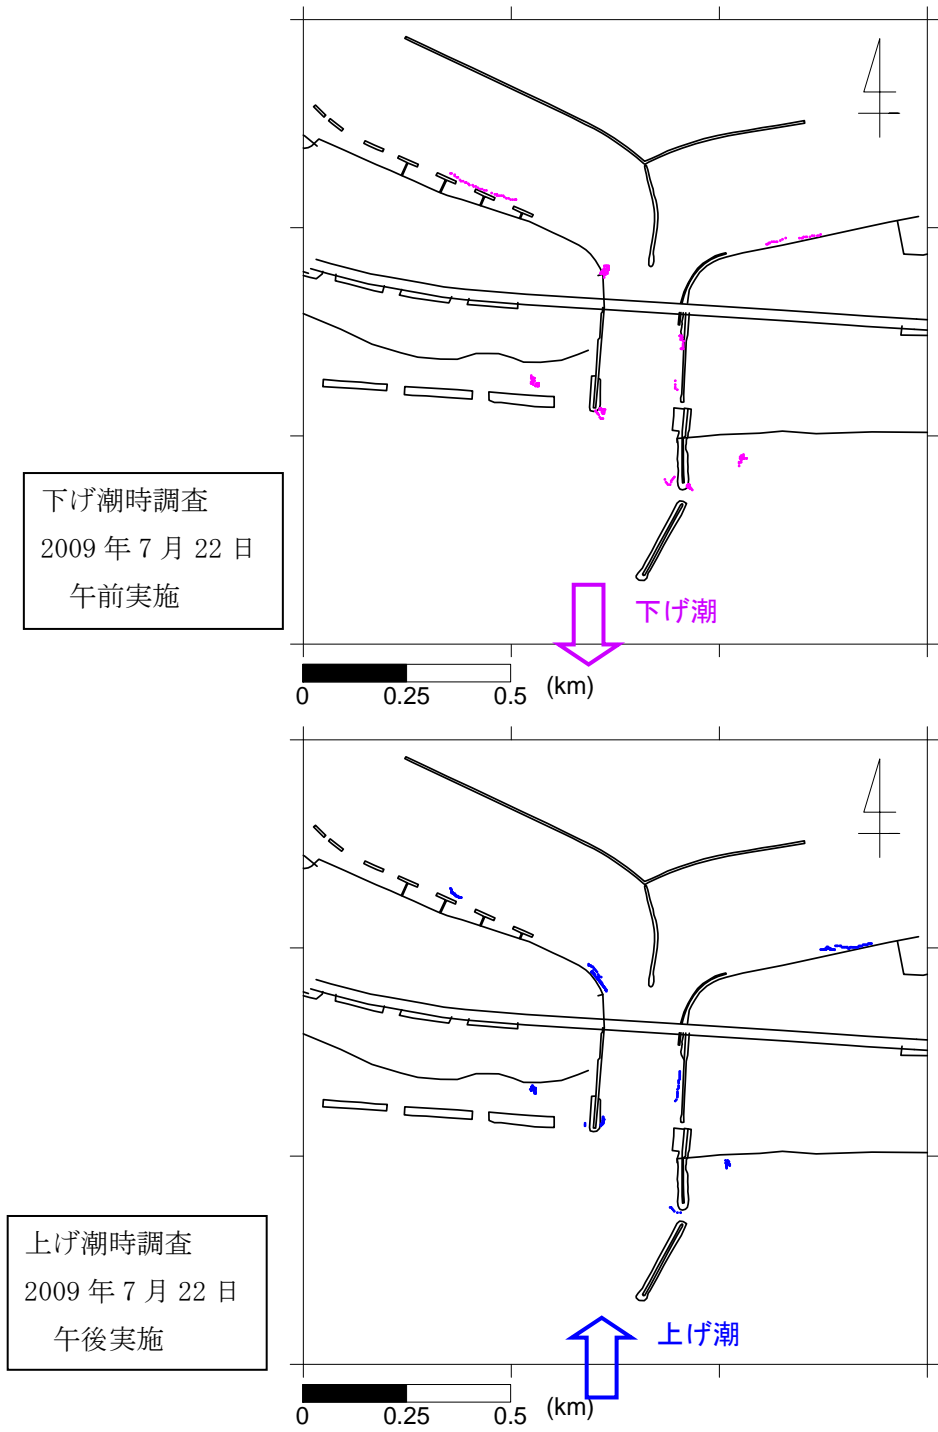 下げ潮時調査
2009 年 7 月 22 日
午前実施
下げ潮
0 0.25 0.5 (km)
上げ潮時調査
2009 年 7 月 22 日
午後実施
上げ潮
0 0.25 0.5 (km)